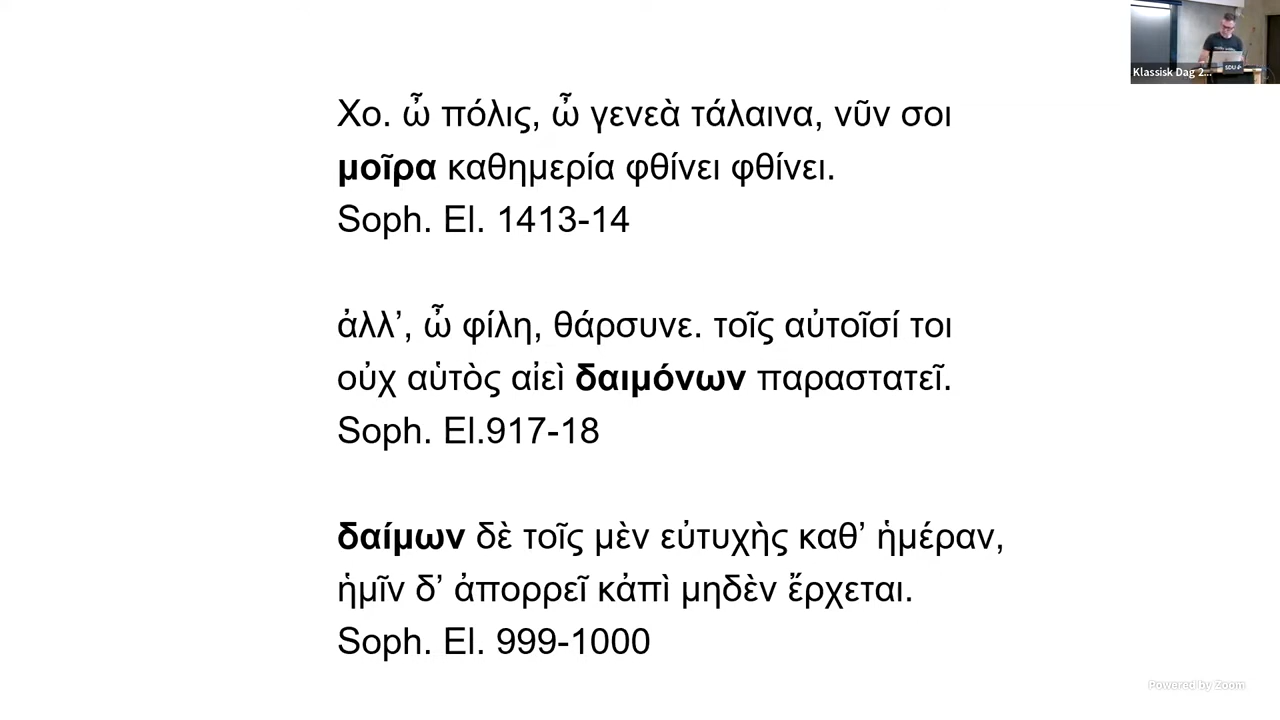 Klassisk Dag 2...
SDU
Χο. ὦ πόλις, ὦ γενεὰ τάλαινα, νῦν σοι
μοῖρα καθημερία φθίνει φθίνει.
Soph. El. 1413-14
ἀλλ’, ὦ φίλη, θάρσυνε. τοῖς αὐτοῖσί τοι
οὐχ αὑτὸς αἰεὶ δαιμόνων παραστατεῖ.
Soph. El.917-18
δαίμων δὲ τοῖς μὲν εὐτυχὴς καθ’ ἡμέραν,
ἡμῖν δ’ ἀπορρεῖ κἀπὶ μηδὲν ἔρχεται.
Soph. El. 999-1000
Powered by Zoom